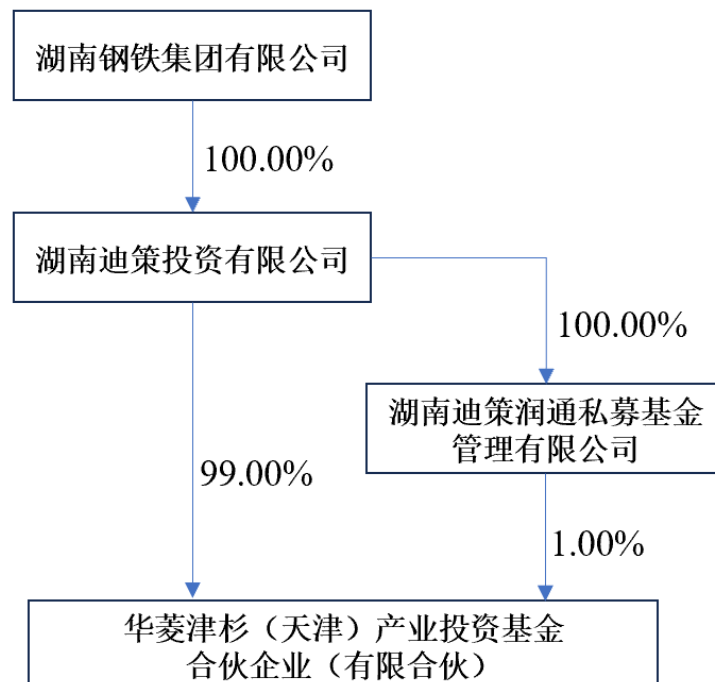 湖南钢铁集团有限公司
100.00%
湖南迪策投资有限公司
100.00%
湖南迪策润通私募基金
管理有限公司
99.00%
1.00%
华菱津杉（天津）产业投资基金
合伙企业（有限合伙）